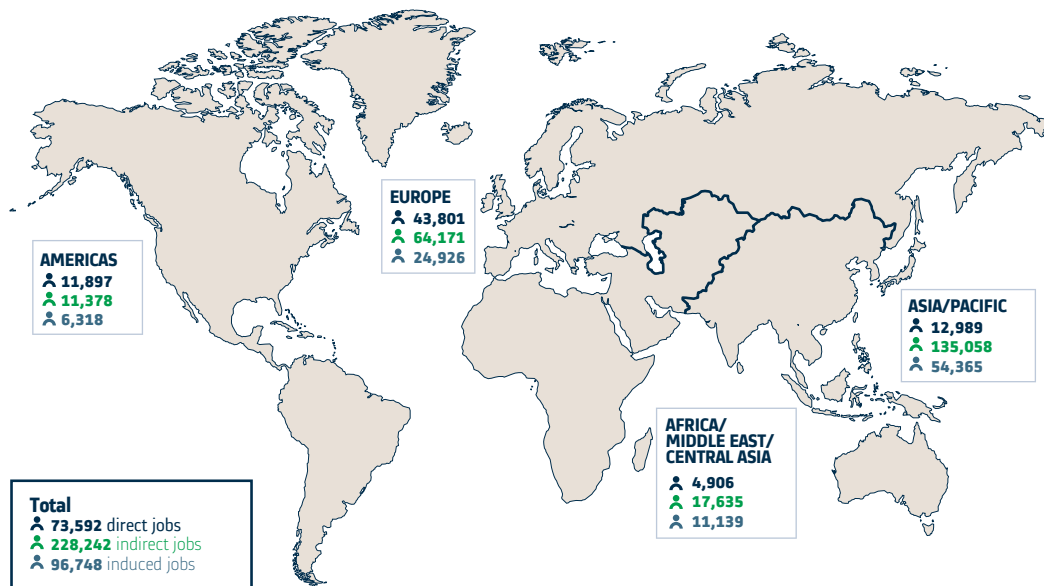 EUROPE
43,801
64,171
24,926
AMERICAS
11,897
11,378
6,318
ASIA/PACIFIC
12,989
135,058
54,365
AFRICA/
MIDDLE EAST/
CENTRAL ASIA
4,906
17,635
11,139
Total
73,592 direct jobs
228,242 indirect jobs
96,748 induced jobs